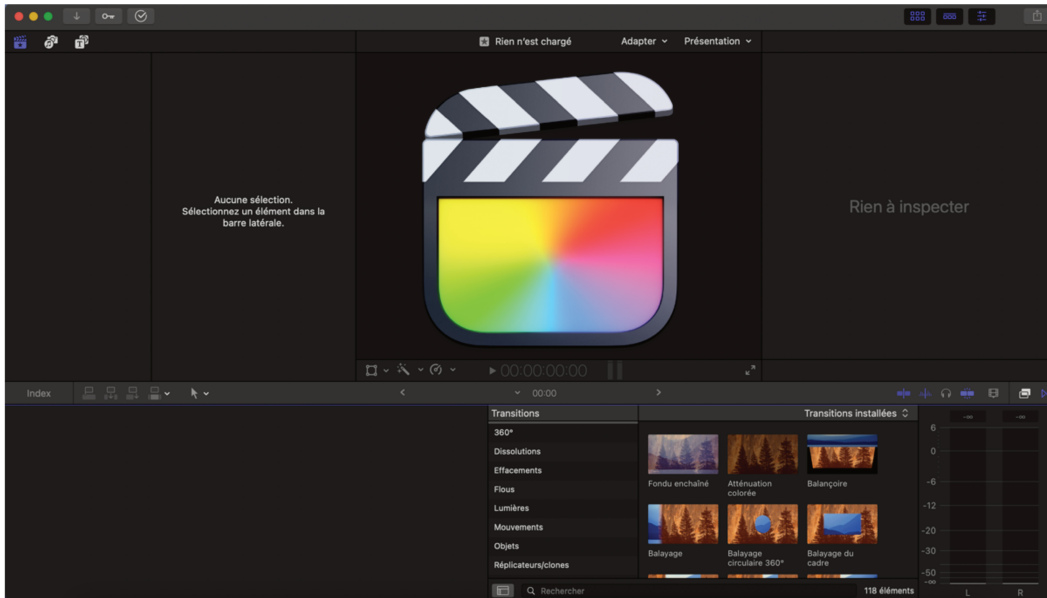 Rien n'est chargé
Adapter
Présentation
Aucune sélection.
Sélectionnez un élément dans la
barre latérale.
Rien à inspecter
00:00:00:00
Index
00:00
Transitions
Transitions installées
360°
Dissolutions
Effacements
Flous
Lumières
Mouvements
Objets
Réplicateurs/clones
Fondu enchaîné
Atténuation
colorée
Balançoire
Balayage
Balayage
circulaire 360°
Balayage du
cadre
Rechercher
118 éléments
-∞
-∞
6
0
-6
-12
-20
-30
-50
-∞
L
R